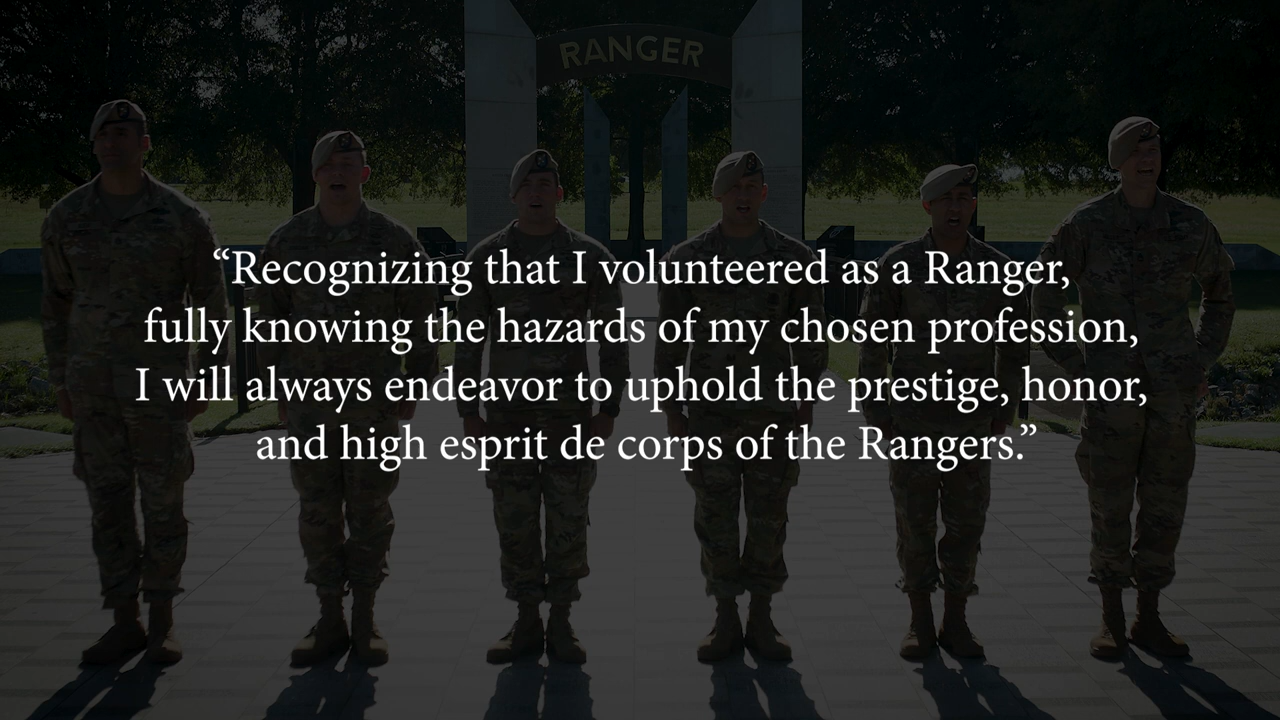 RANGER
“Recognizing that I volunteered as a Ranger,
fully knowing the hazards of my chosen profession,
I will always endeavor to uphold the prestige, honor,
and high esprit de corps of the Rangers.”